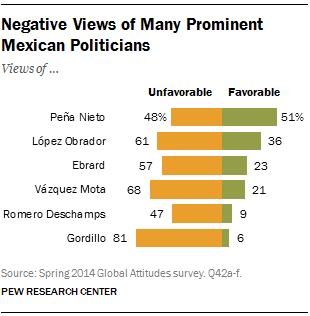 Negative Views of Many Prominent
Mexican Politicians
Views of ...
Unfavorable Favorable
Peña Nieto 48% 51%
López Obrador 61 36
Ebrard 57 23
Vázquez Mota 68 21
Romero Deschamps 47 9
Gordillo 81 6
Source: Spring 2014 Global Attitudes survey. Q42a-f.
PEW RESEARCH CENTER